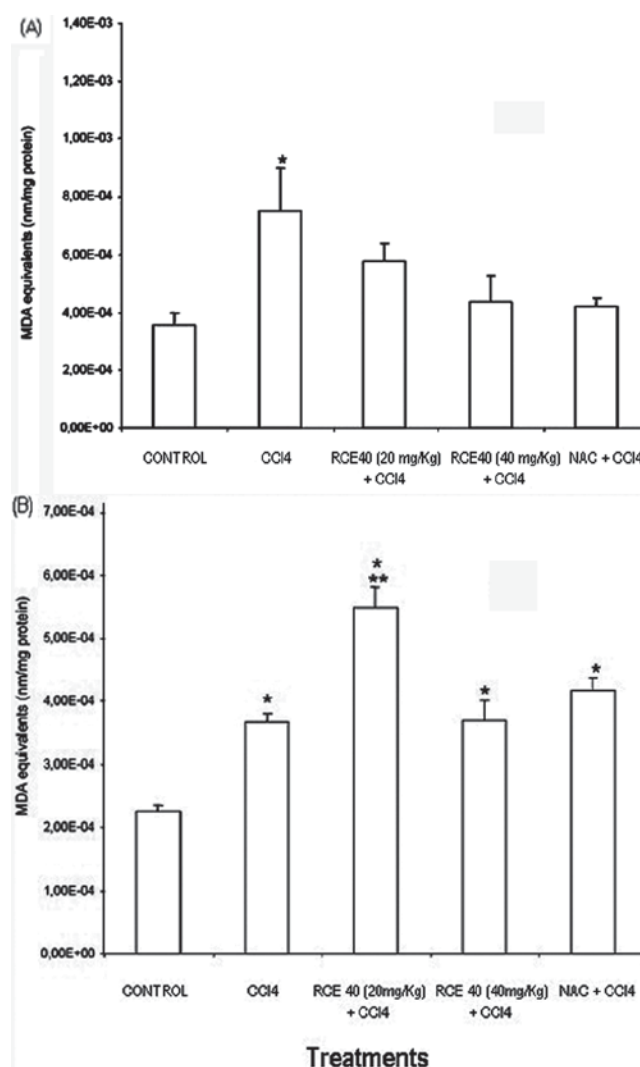 (A)
MDA equivalents (nm/mg protein)
1,40E-03
1,20E-03
1,00E-03
8,00E-04
6,00E-04
4,00E-04
2,00E-04
0,00E+00
*
CONTROL
CCl4
RCE40 (20 mg/Kg)
+ CCl4
RCE40 (40 mg/Kg)
+ CCl4
NAC + CCl4
(B)
MDA equivalents (nm/mg protein)
7,00E-04
6,00E-04
5,00E-04
4,00E-04
3,00E-04
2,00E-04
1,00E-04
0,00E+00
*
*
**
*
*
CONTROL
CCl4
RCE 40 (20mg/Kg)
+ CCl4
RCE 40 (40mg/Kg)
+ CCl4
NAC + CCl4
Treatments